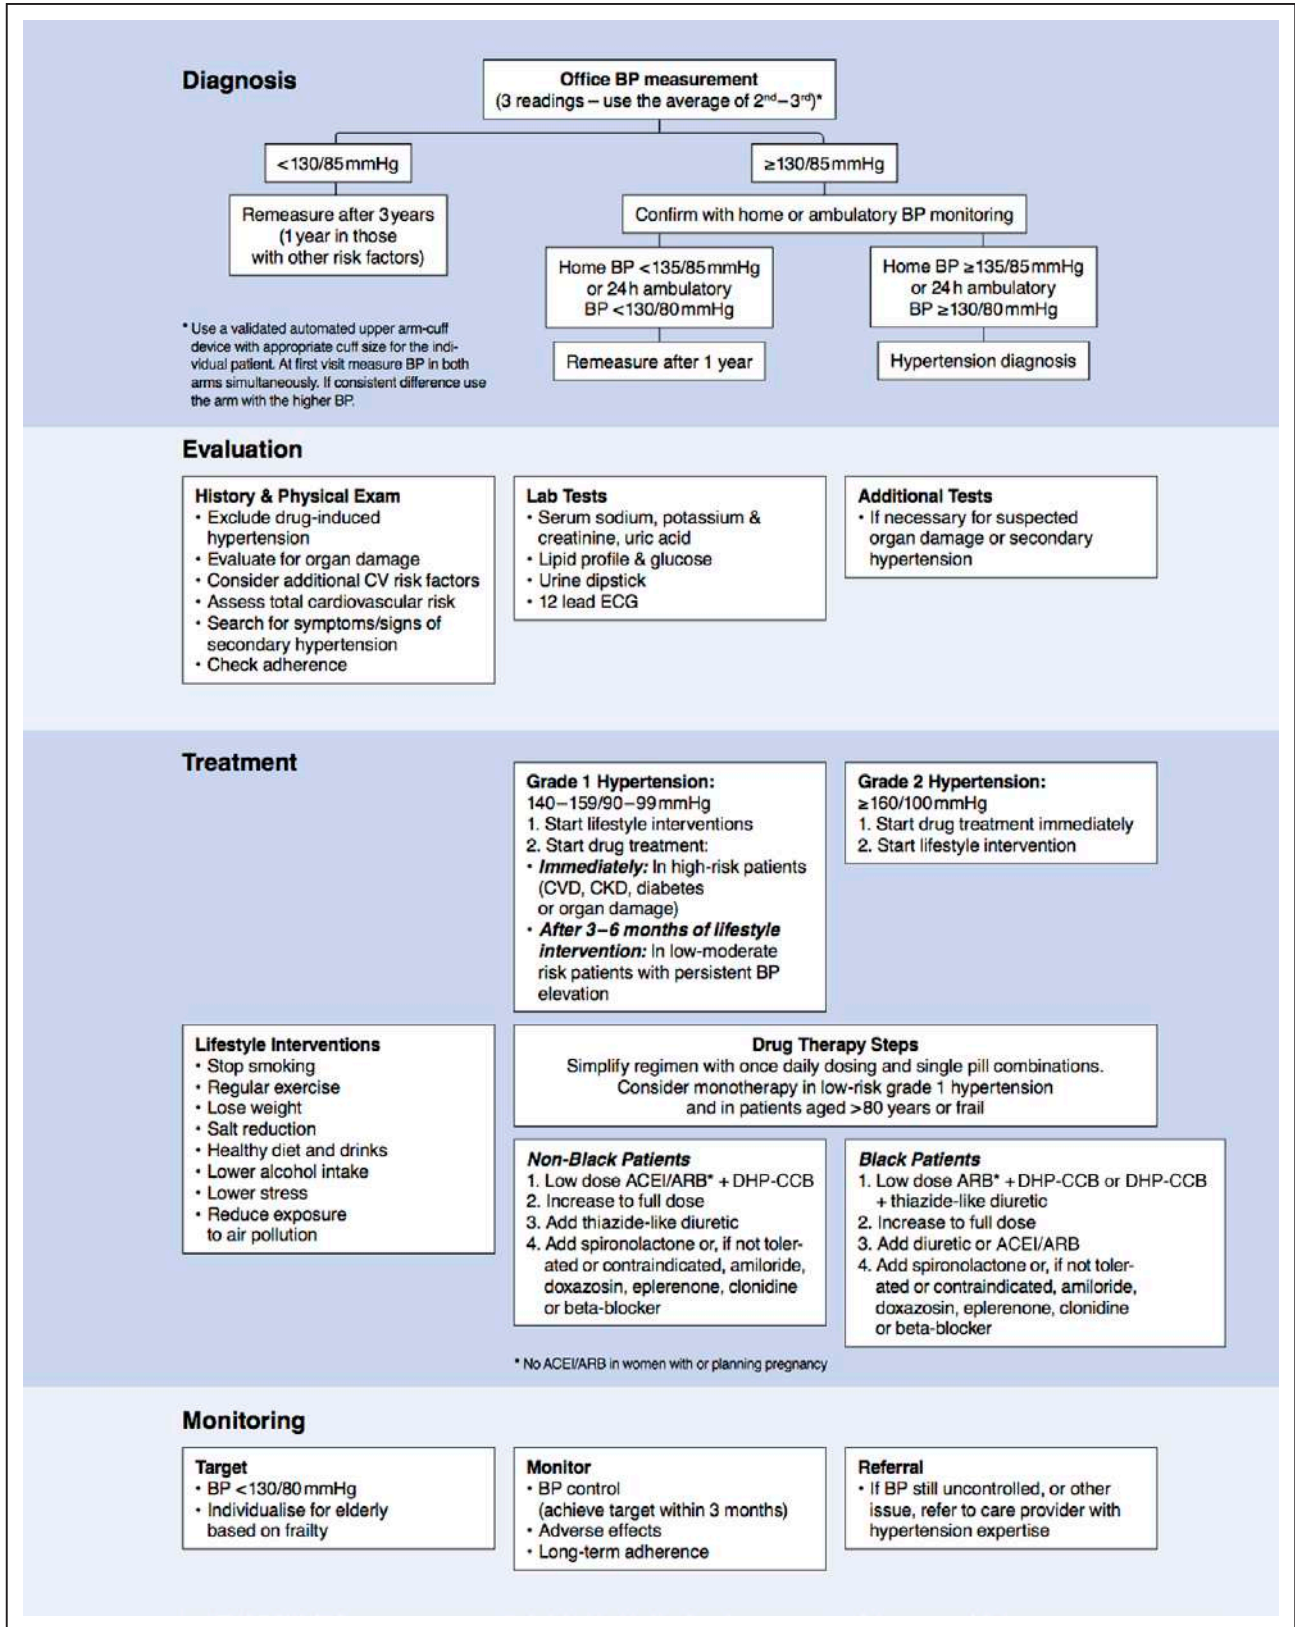 Diagnosis
Office BP measurement
(3 readings – use the average of 2nd–3rd)*
<130/85 mmHg
≥130/85 mmHg
Remeasure after 3 years
(1 year in those
with other risk factors)
Confirm with home or ambulatory BP monitoring
Home BP <135/85 mmHg
or 24 h ambulatory
BP <130/80 mmHg
Home BP ≥135/85 mmHg
or 24 h ambulatory
BP ≥130/80 mmHg
Remeasure after 1 year
Hypertension diagnosis
* Use a validated automated upper arm-cuff
device with appropriate cuff size for the indi-
vidual patient. At first visit measure BP in both
arms simultaneously. If consistent difference use
the arm with the higher BP.
Evaluation
History & Physical Exam
• Exclude drug-induced
hypertension
• Evaluate for organ damage
• Consider additional CV risk factors
• Assess total cardiovascular risk
• Search for symptoms/signs of
secondary hypertension
• Check adherence
Lab Tests
• Serum sodium, potassium &
creatinine, uric acid
• Lipid profile & glucose
• Urine dipstick
• 12 lead ECG
Additional Tests
• If necessary for suspected
organ damage or secondary
hypertension
Treatment
Grade 1 Hypertension:
140–159/90–99 mmHg
1. Start lifestyle interventions
2. Start drug treatment:
• Immediately: In high-risk patients
(CVD, CKD, diabetes
or organ damage)
• After 3–6 months of lifestyle
intervention: In low-moderate
risk patients with persistent BP
elevation
Grade 2 Hypertension:
≥160/100 mmHg
1. Start drug treatment immediately
2. Start lifestyle intervention
Lifestyle Interventions
• Stop smoking
• Regular exercise
• Lose weight
• Salt reduction
• Healthy diet and drinks
• Lower alcohol intake
• Lower stress
• Reduce exposure
to air pollution
Drug Therapy Steps
Simplify regimen with once daily dosing and single pill combinations.
Consider monotherapy in low-risk grade 1 hypertension
and in patients aged >80 years or frail
Non-Black Patients
1. Low dose ACEI/ARB* + DHP-CCB
2. Increase to full dose
3. Add thiazide-like diuretic
4. Add spironolactone or, if not toler-
ated or contraindicated, amiloride,
doxazosin, eplerenone, clonidine
or beta-blocker
Black Patients
1. Low dose ARB* + DHP-CCB or DHP-CCB
+ thiazide-like diuretic
2. Increase to full dose
3. Add diuretic or ACEI/ARB
4. Add spironolactone or, if not toler-
ated or contraindicated, amiloride,
doxazosin, eplerenone, clonidine
or beta-blocker
* No ACEI/ARB in women with or planning pregnancy
Monitoring
Target
• BP <130/80 mmHg
• Individualise for elderly
based on frailty
Monitor
• BP control
(achieve target within 3 months)
• Adverse effects
• Long-term adherence
Referral
• If BP still uncontrolled, or other
issue, refer to care provider with
hypertension expertise